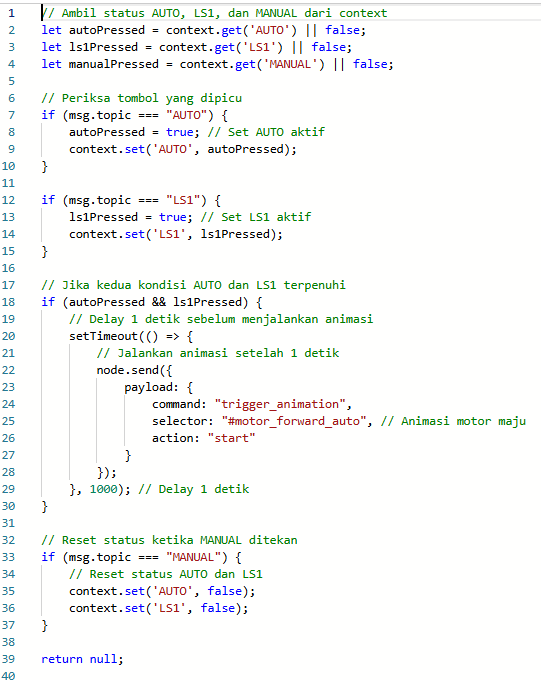 1 // Ambil status AUTO, LS1, dan MANUAL dari context
2 let autoPressed = context.get('AUTO') || false;
3 let ls1Pressed = context.get('LS1') || false;
4 let manualPressed = context.get('MANUAL') || false;
5
6 // Periksa tombol yang dipicu
7 if (msg.topic === "AUTO") {
8     autoPressed = true; // Set AUTO aktif
9     context.set('AUTO', autoPressed);
10 }
11
12 if (msg.topic === "LS1") {
13     ls1Pressed = true; // Set LS1 aktif
14     context.set('LS1', ls1Pressed);
15 }
16
17 // Jika kedua kondisi AUTO dan LS1 terpenuhi
18 if (autoPressed && ls1Pressed) {
19     // Delay 1 detik sebelum menjalankan animasi
20     setTimeout(() => {
21         // Jalankan animasi setelah 1 detik
22         node.send({
23             payload: {
24                 command: "trigger_animation",
25                 selector: "#motor_forward_auto", // Animasi motor maju
26                 action: "start"
27             }
28         });
29     }, 1000); // Delay 1 detik
30 }
31
32 // Reset status ketika MANUAL ditekan
33 if (msg.topic === "MANUAL") {
34     // Reset status AUTO dan LS1
35     context.set('AUTO', false);
36     context.set('LS1', false);
37 }
38
39 return null;
40